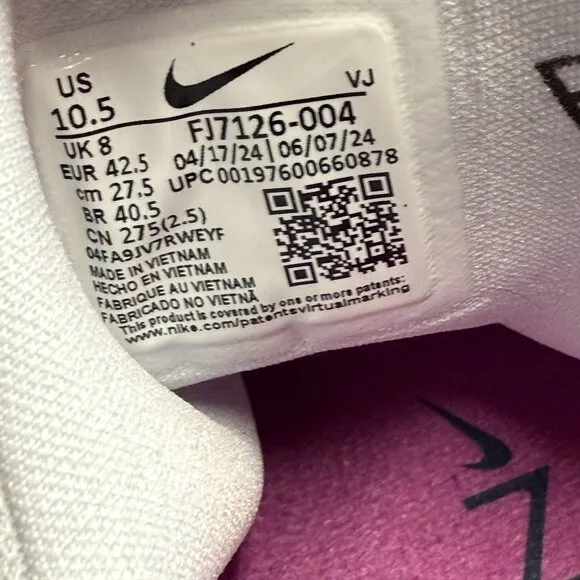 US
10.5
VJ
UK 8
FJ7126-004
EUR 42.5
04/17/24 | 06/07/24
cm 27.5
UPC 00197600660878
BR 40.5
CN 275(2.5)
04FA9JV7RWEYF
MADE IN VIETNAM
HECHO EN VIETNAM
FABRIQUE AU VIETNAM
FABRICADO NO VIETNÃ
This product is covered by one or more patents:
www.nike.com/patentsvirtualmarking